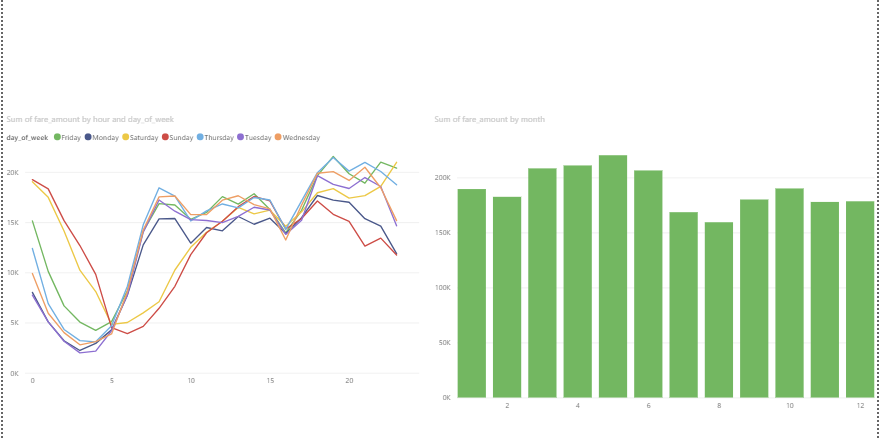 Sum of fare_amount by hour and day_of_week
day_of_week Friday Monday Saturday Sunday Thursday Tuesday Wednesday
20K
15K
10K
5K
0K
0 5 10 15 20
Sum of fare_amount by month
200K
150K
100K
50K
0K
2 4 6 8 10 12